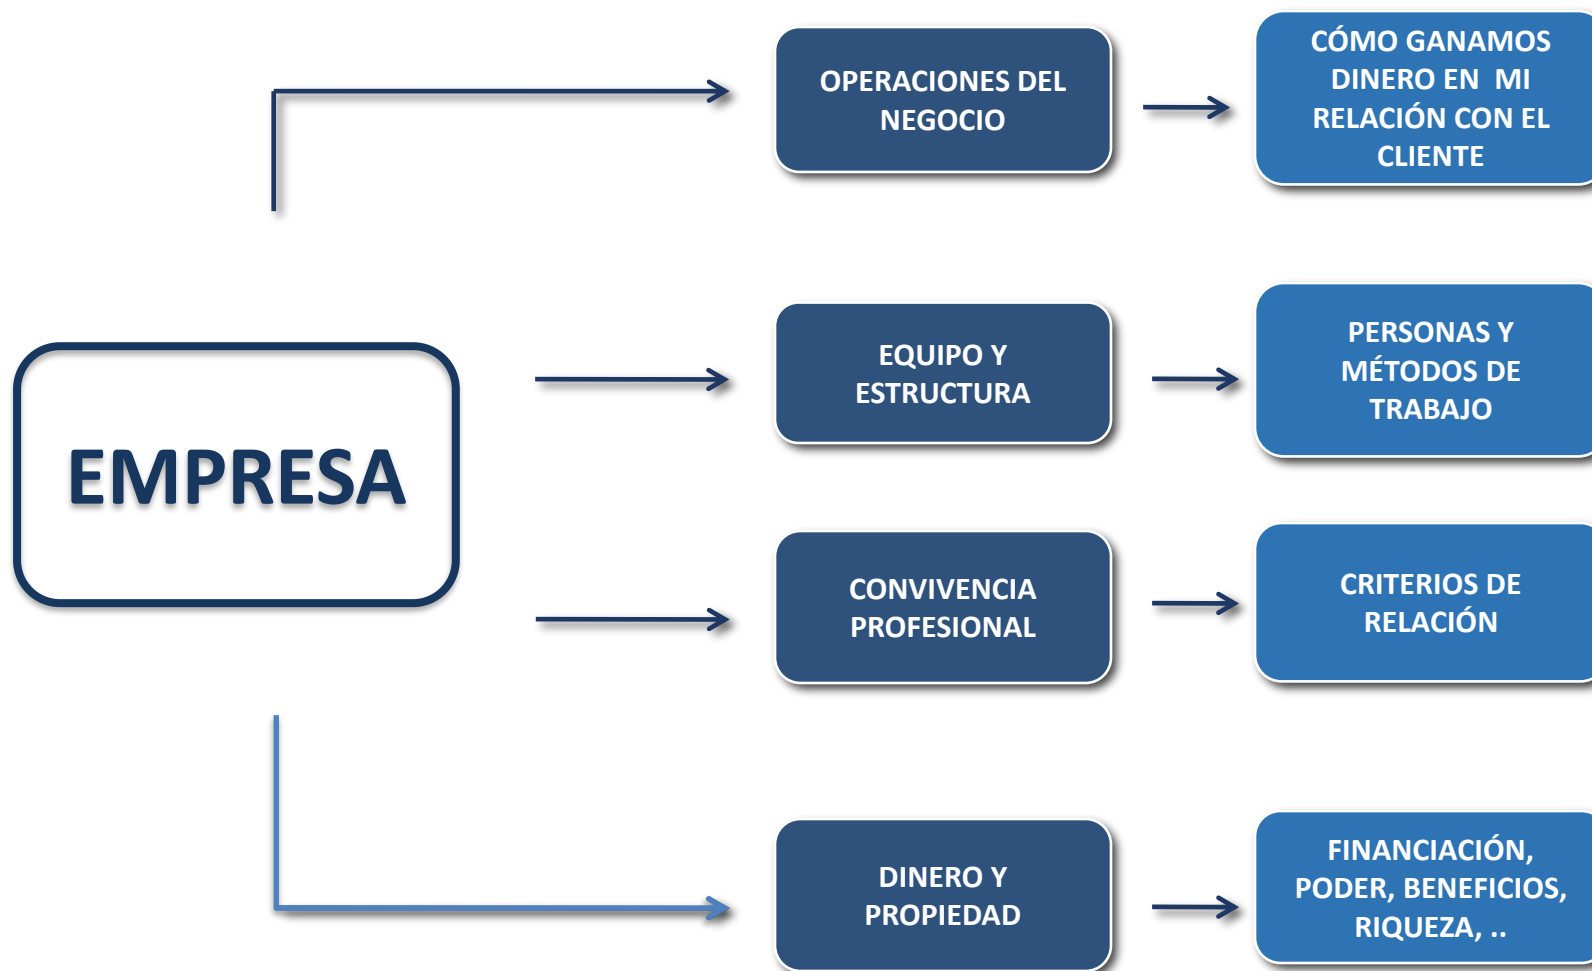 OPERACIONES DEL
NEGOCIO
CÓMO GANAMOS
DINERO EN MI
RELACIÓN CON EL
CLIENTE
EMPRESA
EQUIPO Y
ESTRUCTURA
PERSONAS Y
MÉTODOS DE
TRABAJO
CONVIVENCIA
PROFESIONAL
CRITERIOS DE
RELACIÓN
DINERO Y
PROPIEDAD
FINANCIACIÓN,
PODER, BENEFICIOS,
RIQUEZA, ..